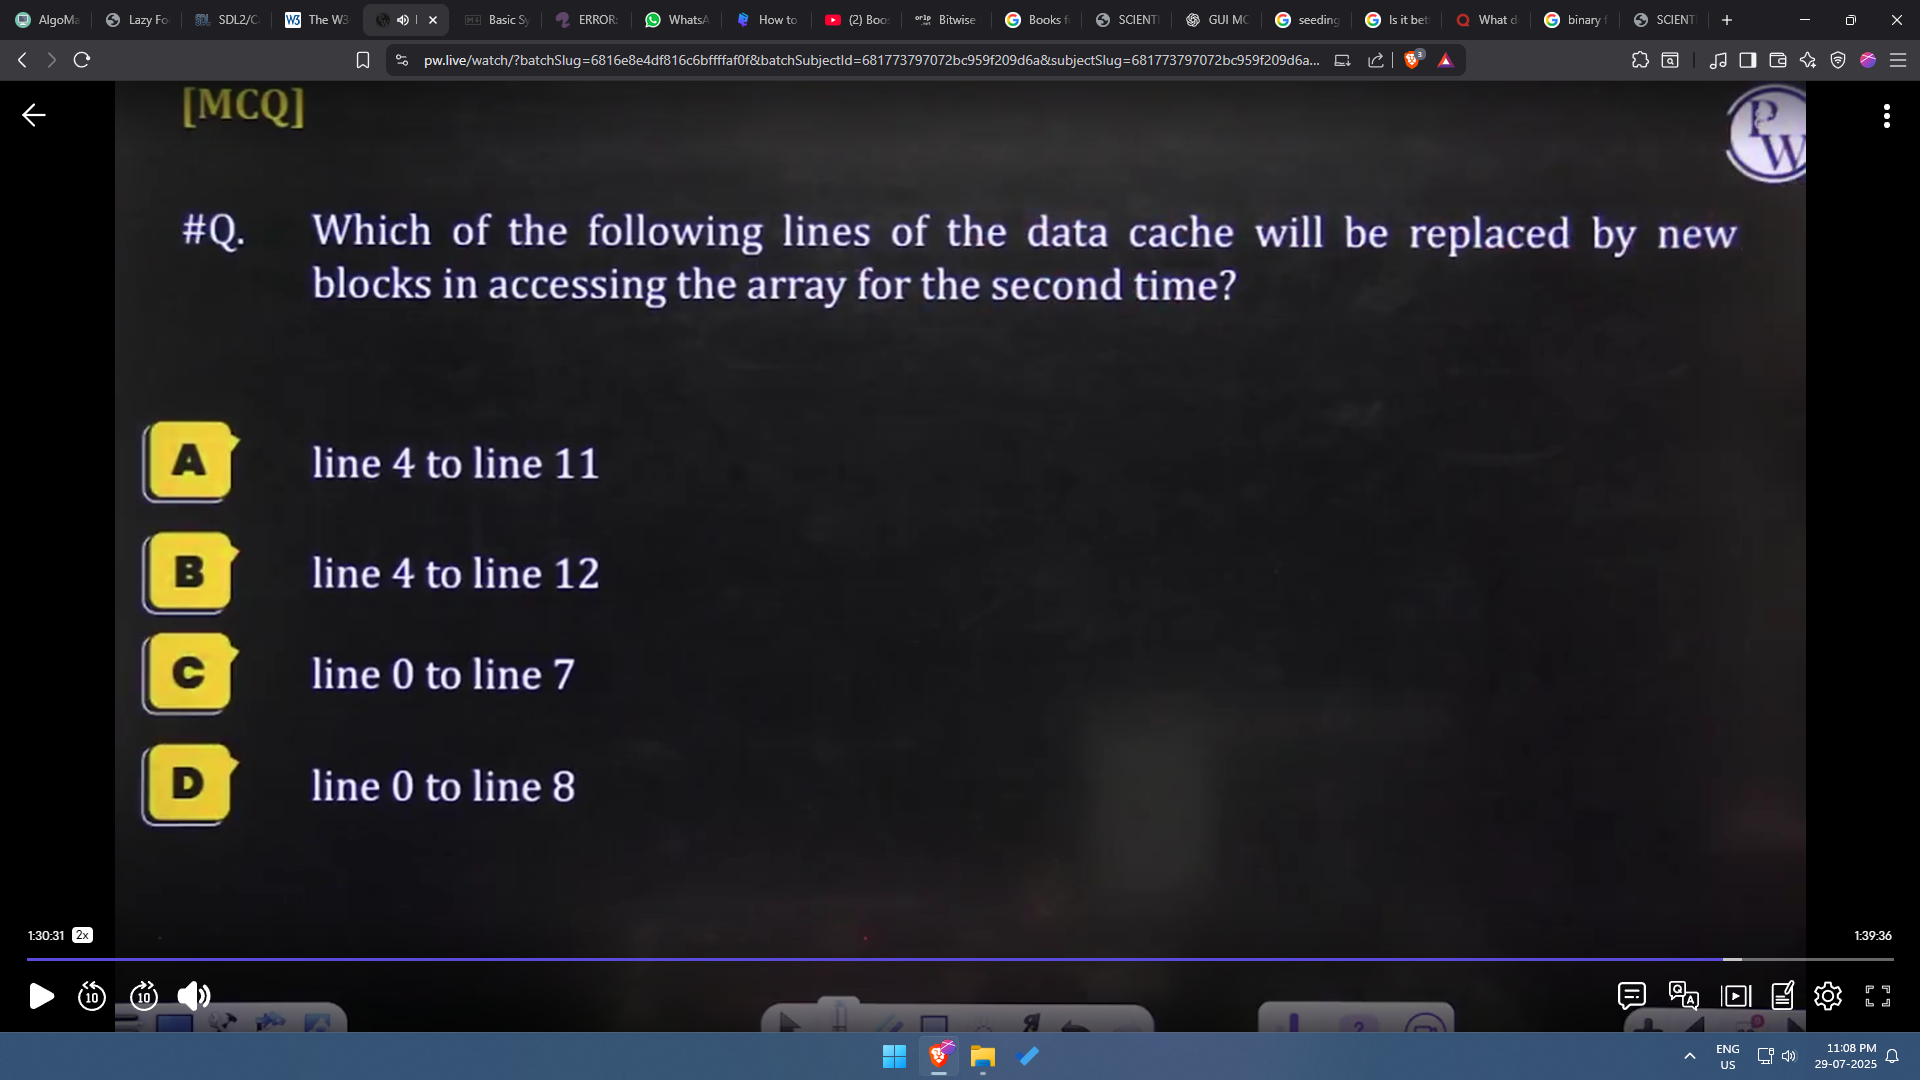 AlgoMa
Lazy Fo
SDL2/C
The W3
Basic Sy
ERROR:
WhatsA
How to
(2) Boo
Bitwise
Books f
SCIENTI
GUI MC
seeding
Is it bet
What d
binary f
SCIENTI
pw.live/watch/?batchSlug=6816e8e4df816c6bffffaf0f&batchSubjectId=681773797072bc959f209d6a&subjectSlug=681773797072bc959f209d6a...
3
[MCQ]
PW
#Q. Which of the following lines of the data cache will be replaced by new
blocks in accessing the array for the second time?
A line 4 to line 11
B line 4 to line 12
C line 0 to line 7
D line 0 to line 8
1:30:31 2x
1:39:36
10 10
ENG
US
11:08 PM
29-07-2025